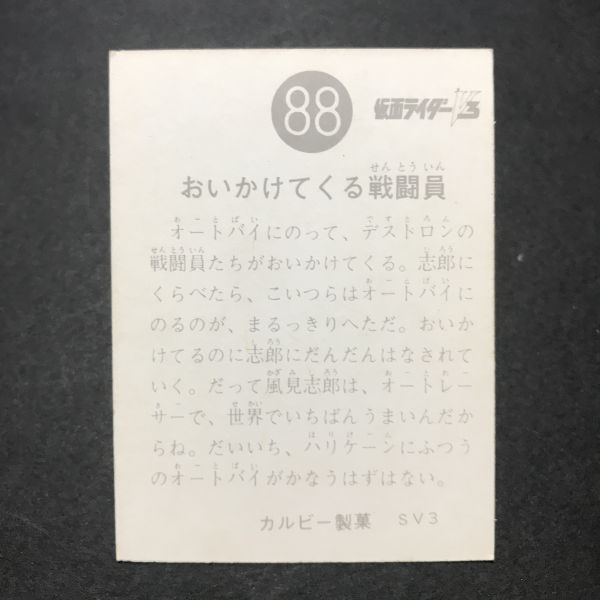 88
仮面ライダーV3
おいかけてくる戦闘員
オートバイにのって、デストロンの
戦闘員たちがおいかけてくる。志郎に
くらべたら、こいつらはオートバイに
のるのが、まるっきりへただ。おいか
けてるのに志郎にだんだんはなされて
いく。だって風見志郎は、オートレー
サーで、世界でいちばんうまいんだか
らね。だいいち、ハリケーンにふつう
のオートバイがかなうはずはない。
カルビー製菓 SV3